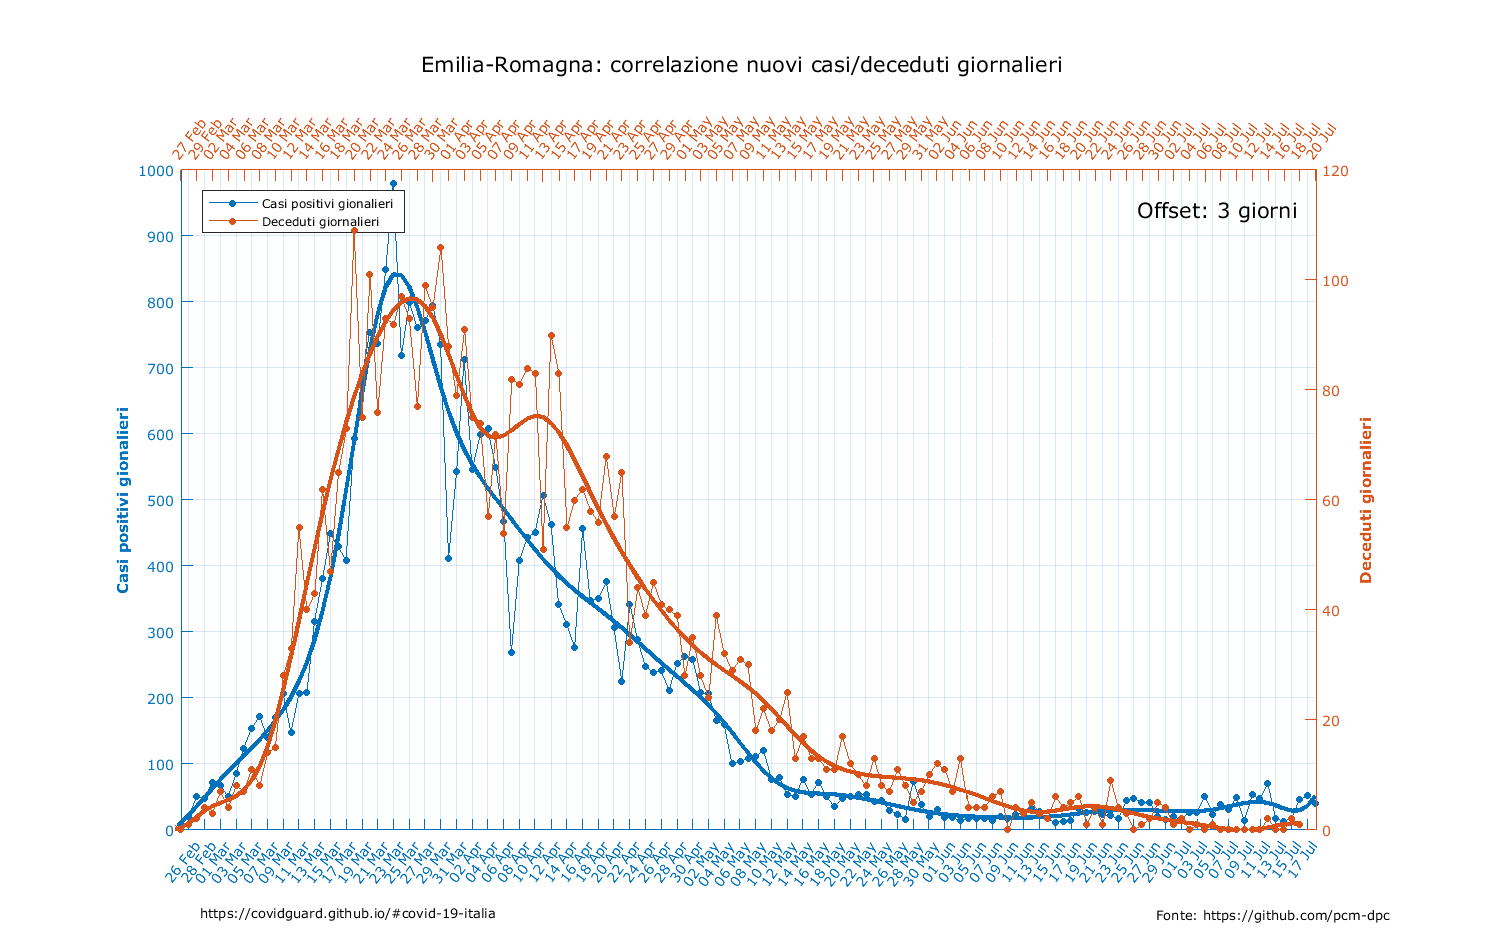 Emilia-Romagna: correlazione nuovi casi/deceduti giornalieri
27 Feb
29 Feb
02 Mar
04 Mar
06 Mar
08 Mar
10 Mar
12 Mar
14 Mar
16 Mar
18 Mar
20 Mar
22 Mar
24 Mar
26 Mar
28 Mar
30 Mar
01 Apr
03 Apr
05 Apr
07 Apr
09 Apr
11 Apr
13 Apr
15 Apr
17 Apr
19 Apr
21 Apr
23 Apr
25 Apr
27 Apr
29 Apr
01 May
03 May
05 May
07 May
09 May
11 May
13 May
15 May
17 May
19 May
21 May
23 May
25 May
27 May
29 May
31 May
02 Jun
04 Jun
06 Jun
08 Jun
10 Jun
12 Jun
14 Jun
16 Jun
18 Jun
20 Jun
22 Jun
24 Jun
26 Jun
28 Jun
30 Jun
02 Jul
04 Jul
06 Jul
08 Jul
10 Jul
12 Jul
14 Jul
16 Jul
18 Jul
20 Jul
Casi positivi gionalieri
Deceduti giornalieri
Offset: 3 giorni
1000
900
800
700
600
500
400
300
200
100
0
Casi positivi gionalieri
120
100
80
60
40
20
0
Deceduti giornalieri
26 Feb
28 Feb
01 Mar
03 Mar
05 Mar
07 Mar
09 Mar
11 Mar
13 Mar
15 Mar
17 Mar
19 Mar
21 Mar
23 Mar
25 Mar
27 Mar
29 Mar
31 Mar
02 Apr
04 Apr
06 Apr
08 Apr
10 Apr
12 Apr
14 Apr
16 Apr
18 Apr
20 Apr
22 Apr
24 Apr
26 Apr
28 Apr
30 Apr
02 May
04 May
06 May
08 May
10 May
12 May
14 May
16 May
18 May
20 May
22 May
24 May
26 May
28 May
30 May
01 Jun
03 Jun
05 Jun
07 Jun
09 Jun
11 Jun
13 Jun
15 Jun
17 Jun
19 Jun
21 Jun
23 Jun
25 Jun
27 Jun
29 Jun
01 Jul
03 Jul
05 Jul
07 Jul
09 Jul
11 Jul
13 Jul
15 Jul
17 Jul
https://covidguard.github.io/#covid-19-italia
Fonte: https://github.com/pcm-dpc